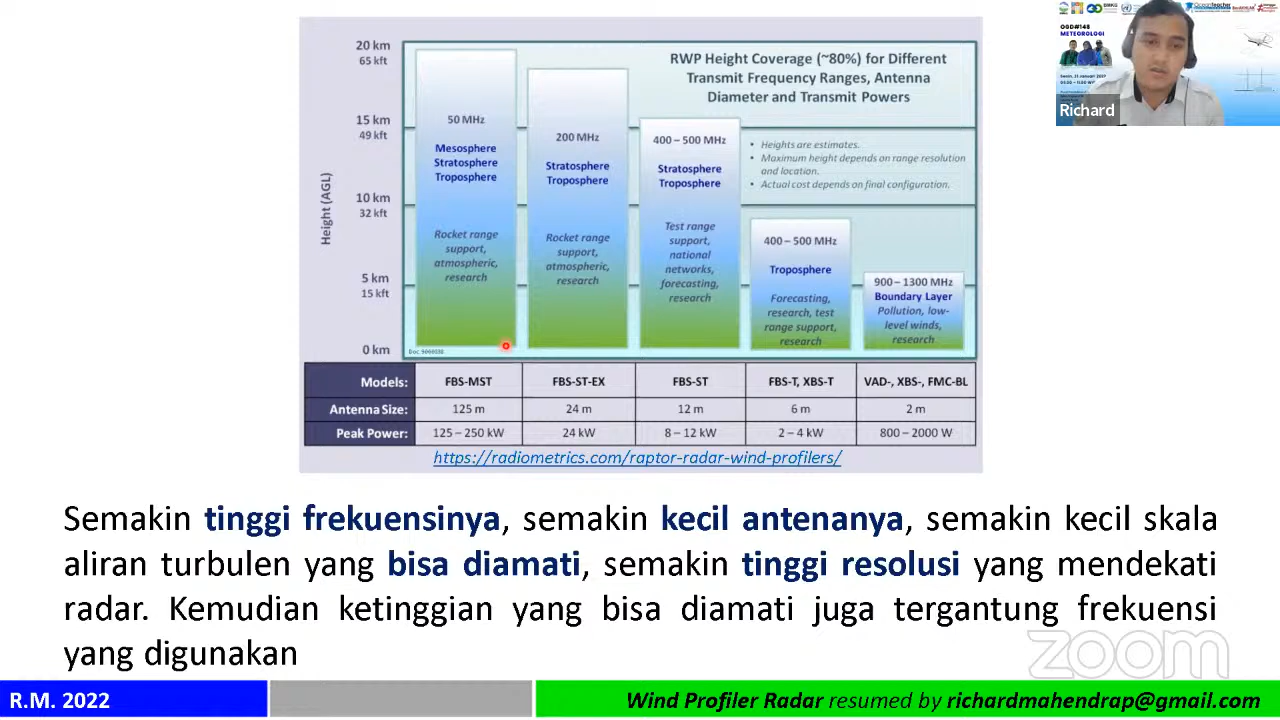 20 km
65 kft
15 km
49 kft
10 km
32 kft
5 km
15 kft
0 km
Height (AGL)
RWP Height Coverage (~80%) for Different
Transmit Frequency Ranges, Antenna
Diameter and Transmit Powers
• Heights are estimates.
• Maximum height depends on range resolution
and location.
• Actual cost depends on final configuration.
50 MHz
Mesosphere
Stratosphere
Troposphere
Rocket range
support,
atmospheric,
research
200 MHz
Stratosphere
Troposphere
Rocket range
support,
atmospheric,
research
400 – 500 MHz
Stratosphere
Troposphere
Test range
support,
national
networks,
forecasting,
research
400 – 500 MHz
Troposphere
Forecasting,
research, test
range support,
research
900 – 1300 MHz
Boundary Layer
Pollution, low-
level winds,
research
Models: FBS-MST FBS-ST-EX FBS-ST FBS-T, XBS-T VAD-, XBS-, FMC-BL
Antenna Size: 125 m 24 m 12 m 6 m 2 m
Peak Power: 125 – 250 kW 24 kW 8 – 12 kW 2 – 4 kW 800 – 2000 W
https://radiometrics.com/raptor-radar-wind-profilers/
OGD#148
METEOROLOGI
Richard
Semakin tinggi frekuensinya, semakin kecil antenanya, semakin kecil skala
aliran turbulen yang bisa diamati, semakin tinggi resolusi yang mendekati
radar. Kemudian ketinggian yang bisa diamati juga tergantung frekuensi
yang digunakan
zoom
R.M. 2022
Wind Profiler Radar resumed by richardmahendrap@gmail.com